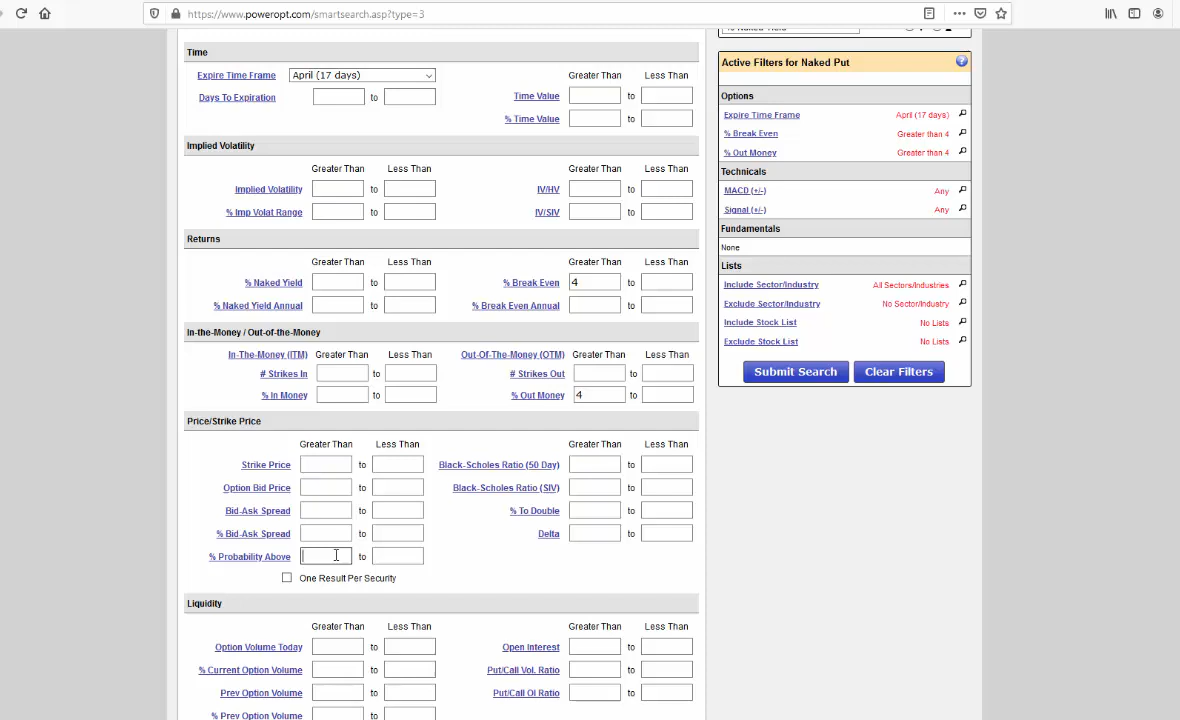 https://www.poweropt.com/smartsearch.asp?type=3
Time
Expire Time Frame April (17 days) Greater Than Less Than
Days To Expiration to Time Value to
% Time Value to
Implied Volatility
Greater Than Less Than
Implied Volatility to IV/HV to
% Imp Volat Range to IV/SIV to
Returns
Greater Than Less Than Greater Than Less Than
% Naked Yield to % Break Even 4 to
% Naked Yield Annual to % Break Even Annual to
In-the-Money / Out-of-the-Money
In-The-Money (ITM) Greater Than Less Than Out-Of-The-Money (OTM) Greater Than Less Than
# Strikes In to # Strikes Out to
% In Money to % Out Money 4 to
Price/Strike Price
Greater Than Less Than Greater Than Less Than
Strike Price to Black-Scholes Ratio (50 Day) to
Option Bid Price to Black-Scholes Ratio (SIV) to
Bid-Ask Spread to % To Double to
% Bid-Ask Spread to Delta to
% Probability Above to
One Result Per Security
Liquidity
Greater Than Less Than Greater Than Less Than
Option Volume Today to Open Interest to
% Current Option Volume to Put/Call Vol. Ratio to
Prev Option Volume to Put/Call OI Ratio to
% Prev Option Volume to
Active Filters for Naked Put ?
Options
Expire Time Frame April (17 days)
% Break Even Greater than 4
% Out Money Greater than 4
Technicals
MACD (+/-) Any
Signal (+/-) Any
Fundamentals
None
Lists
Include Sector/Industry All Sectors/Industries
Exclude Sector/Industry No Sector/Industry
Include Stock List No Lists
Exclude Stock List No Lists
Submit Search Clear Filters